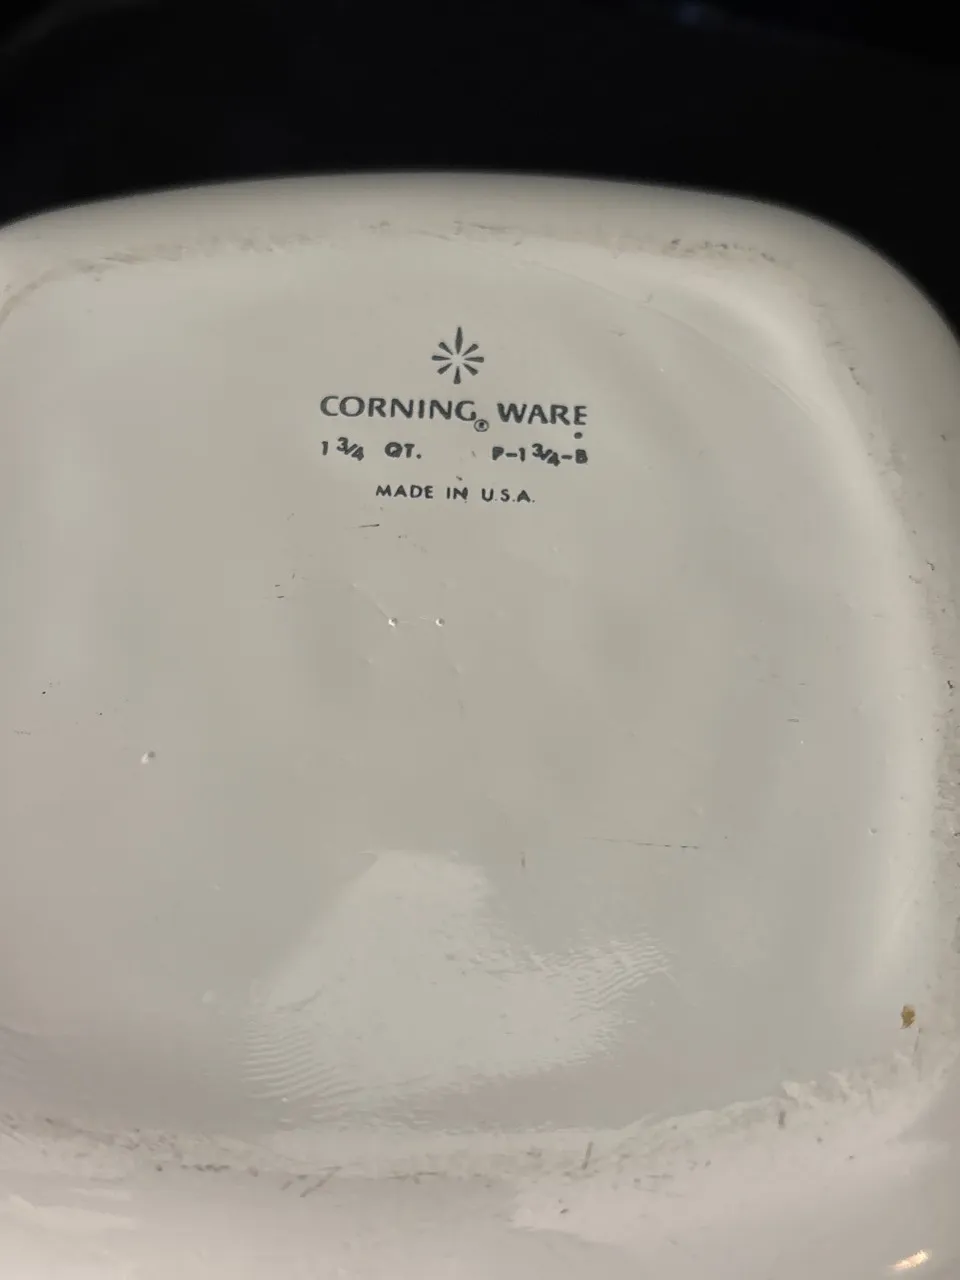 CORNING® WARE
1 3/4 QT. P-1 3/4-B
MADE IN U.S.A.